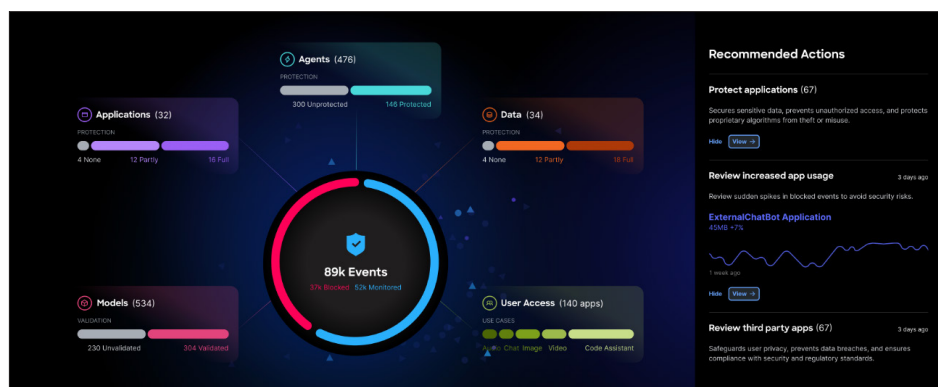 Agents (476)
PROTECTION
300 Unprotected 146 Protected
Applications (32)
PROTECTION
4 None 12 Partly 16 Full
Data (34)
PROTECTION
4 None 12 Partly 18 Full
89k Events
37k Blocked 52k Monitored
Models (534)
VALIDATION
230 Unvalidated 304 Validated
User Access (140 apps)
USE CASES
Audio Chat Image Video Code Assistant
Recommended Actions
Protect applications (67)
Secures sensitive data, prevents unauthorized access, and protects
proprietary algorithms from theft or misuse.
Hide View →
Review increased app usage 3 days ago
Review sudden spikes in blocked events to avoid security risks.
ExternalChatBot Application
45MB +7%
1 week ago
Hide View →
Review third party apps (67) 3 days ago
Safeguards user privacy, prevents data breaches, and ensures
compliance with security and regulatory standards.